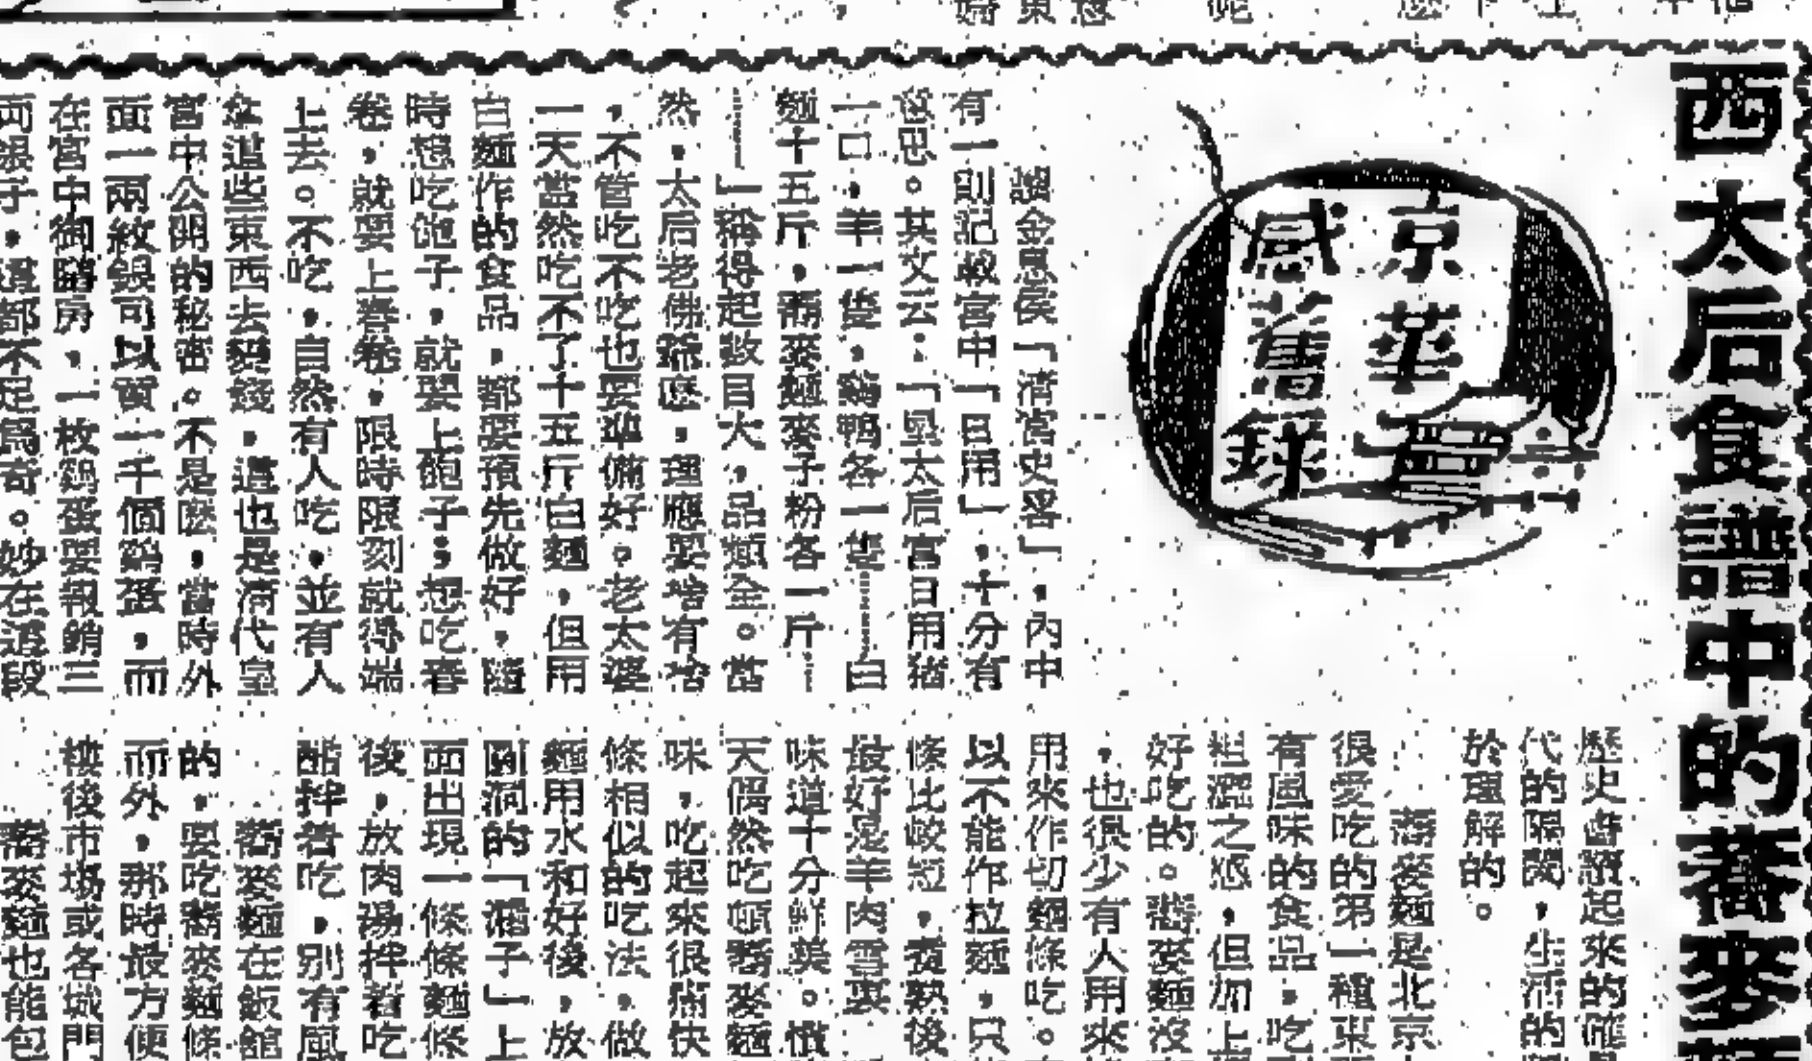 西太后食譜中的蕎麥
京華
感舊錄
讀金息侯「清宮史畧」，內中
有一則記敏宮中「日用」，十分有
意思。其文云：「皇太后宮日用猪
一口，羊一隻，鷄鴨各一隻……白
麵十五斤，蕎麥麵麥子粉各一斤…
……」稱得起數目大，品類全。當
然，太后老佛爺麽，理應要啥有啥
，不管吃不吃也要準備好。老太婆
一天當然吃不了十五斤白麵，但用
白麵作的食品，都要預先做好，隨
時想吃飽子，就要上飽子；想吃春
卷，就要上春卷，限時限刻就得端
上去。不吃，自然有人吃，並有人
拿這些東西去賣錢，這也是清代皇
宮中公開的秘密。不是麽，當時外
面一兩紋銀可以買一千個鷄蛋，而
在宮中御膳房，一枚鷄蛋要報銷三
両銀子，還都不足爲奇。妙在這段
歷史會讀起來的確
代的隔閡，生活的
於理解的。
蕎麥麵是北京
很愛吃的第一種東
有風味的食品，吃
粗澀之感，但加上
好吃的。蕎麥麵沒
，也很少有人用來
用來作切麵條吃。
以不能作拉麵，只
條比較短，煮熟後
最好是羊肉雪裏
味道十分鮮美。慣
天偶然吃頓蕎麥麵
味，吃起來很痛快
條相似的吃法，做
麵用水和好後，放
圓洞的「漏子」上
面出現一條條麵條
後，放肉湯拌着吃
醋拌着吃，別有風
蕎麥麵在飯館
的，要吃蕎麥麵條
而外，那時最方便
樓後市場或各城門
蕎麥麵也能包